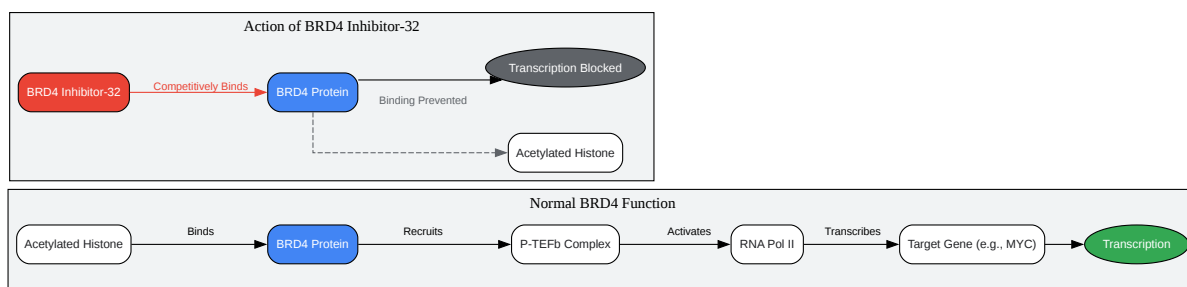 Action of BRD4 Inhibitor-32
BRD4 Inhibitor-32
Competitively Binds
BRD4 Protein
Transcription Blocked
Binding Prevented
Acetylated Histone
Normal BRD4 Function
Acetylated Histone
Binds
BRD4 Protein
Recruits
P-TEFb Complex
Activates
RNA Pol II
Transcribes
Target Gene (e.g., MYC)
Transcription